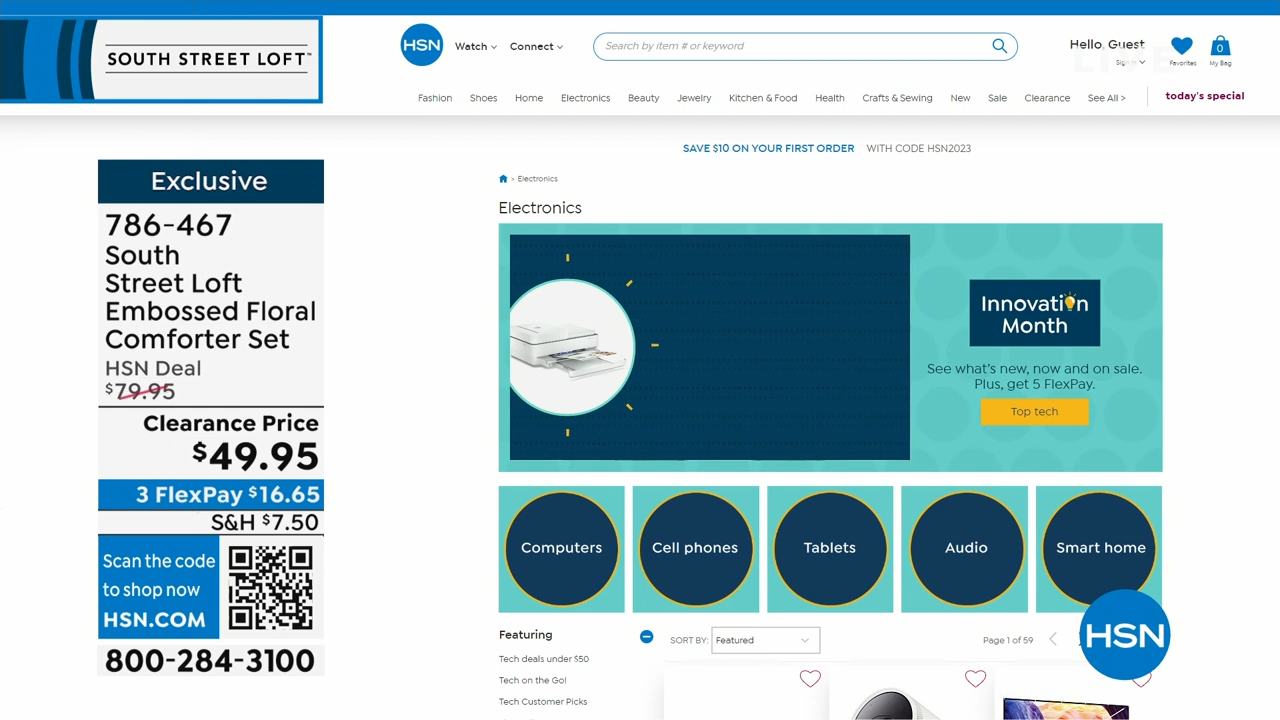 SOUTH STREET LOFT™
HSN
Watch
Connect
Search by item # or keyword
Hello, Guest
Sign in
Favorites
0
My Bag
LIVE
Fashion Shoes Home Electronics Beauty Jewelry Kitchen & Food Health Crafts & Sewing New Sale Clearance See All >
today's special
SAVE $10 ON YOUR FIRST ORDER WITH CODE HSN2023
> Electronics
Electronics
Exclusive
786-467
South
Street Loft
Embossed Floral
Comforter Set
HSN Deal
$79.95
Clearance Price
$49.95
3 FlexPay $16.65
S&H $7.50
Scan the code
to shop now
HSN.COM
800-284-3100
Innovation
Month
See what's new, now and on sale.
Plus, get 5 FlexPay.
Top tech
Computers
Cell phones
Tablets
Audio
Smart home
Featuring
Tech deals under $50
Tech on the Go!
Tech Customer Picks
SORT BY: Featured
Page 1 of 59
HSN